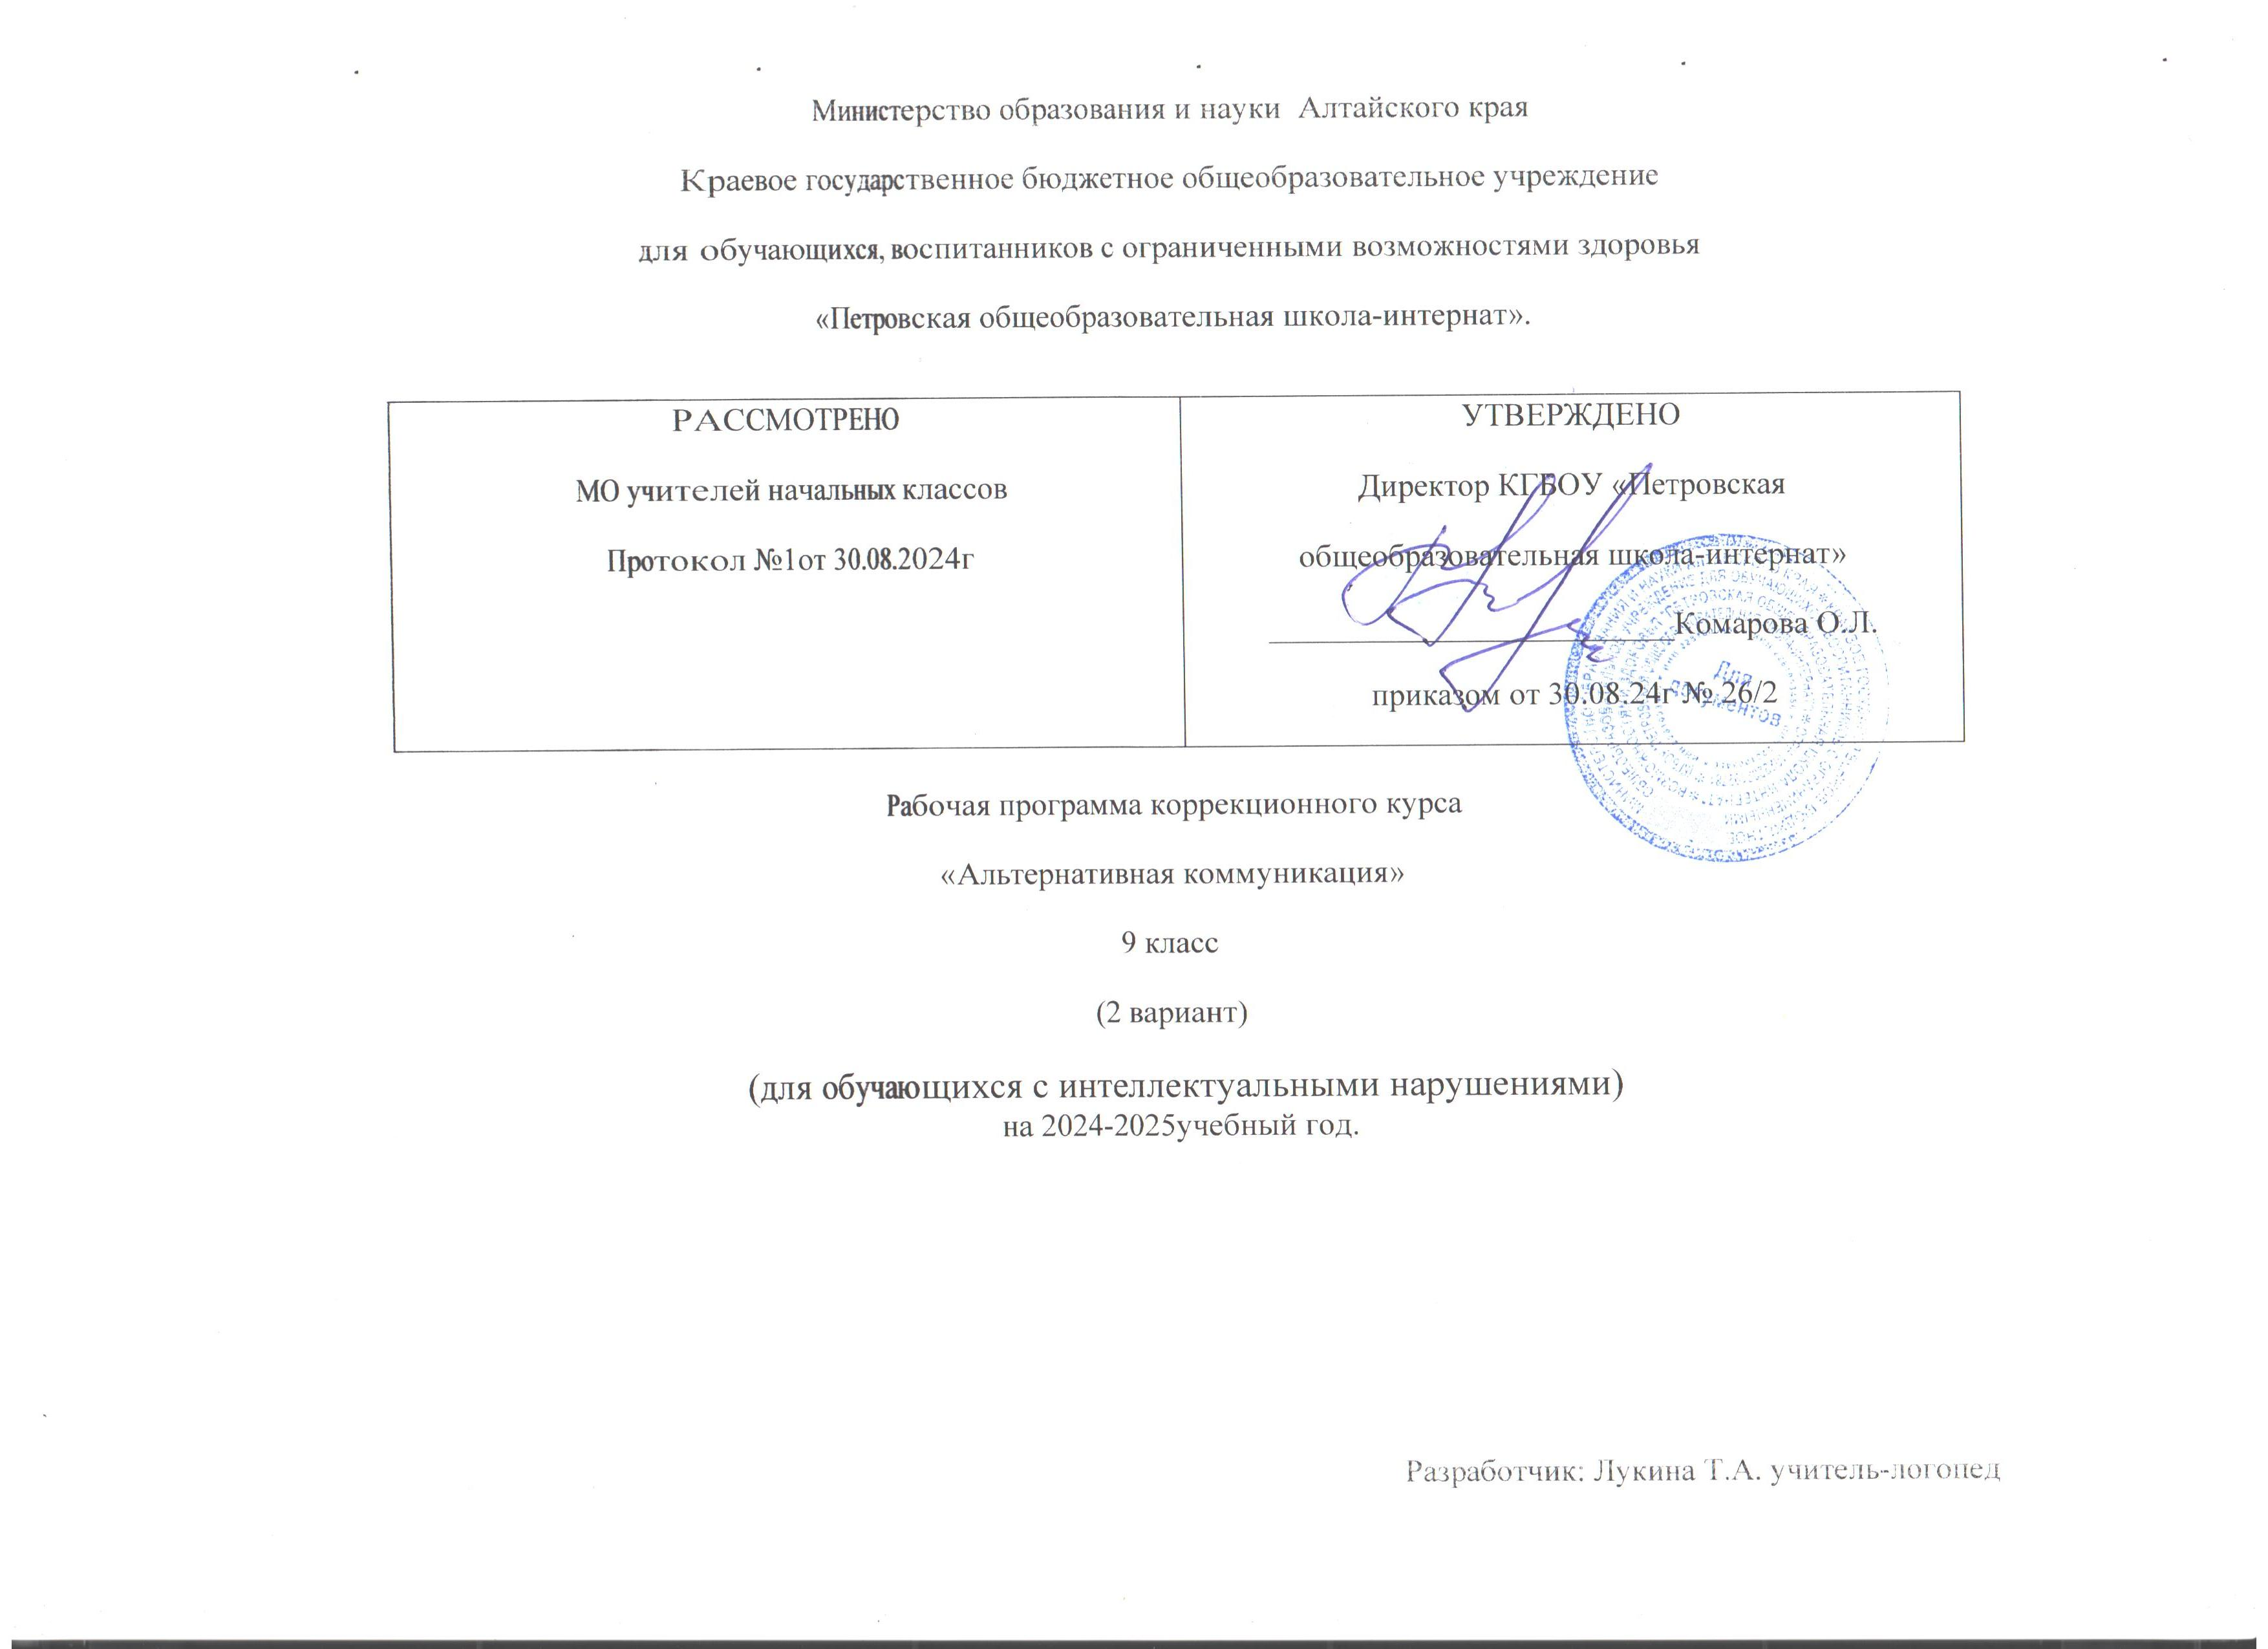 Министерство образования и науки Алтайского края
Краевое государственное бюджетное общеобразовательное учреждение
для обучающихся, воспитанников с ограниченными возможностями здоровья
«Петровская общеобразовательная школа-интернат».
РАССМОТРЕНО
МО учителей начальных классов
Протокол №1от 30.08.2024г
УТВЕРЖДЕНО
Директор КГБОУ «Петровская
общеобразовательная школа-интернат»
Комарова О.Л.
приказом от 30.08.24г № 26/2
Для
документов
Рабочая программа коррекционного курса
«Альтернативная коммуникация»
9 класс
(2 вариант)
(для обучающихся с интеллектуальными нарушениями)
на 2024-2025учебный год.
Разработчик: Лукина Т.А. учитель-логопед